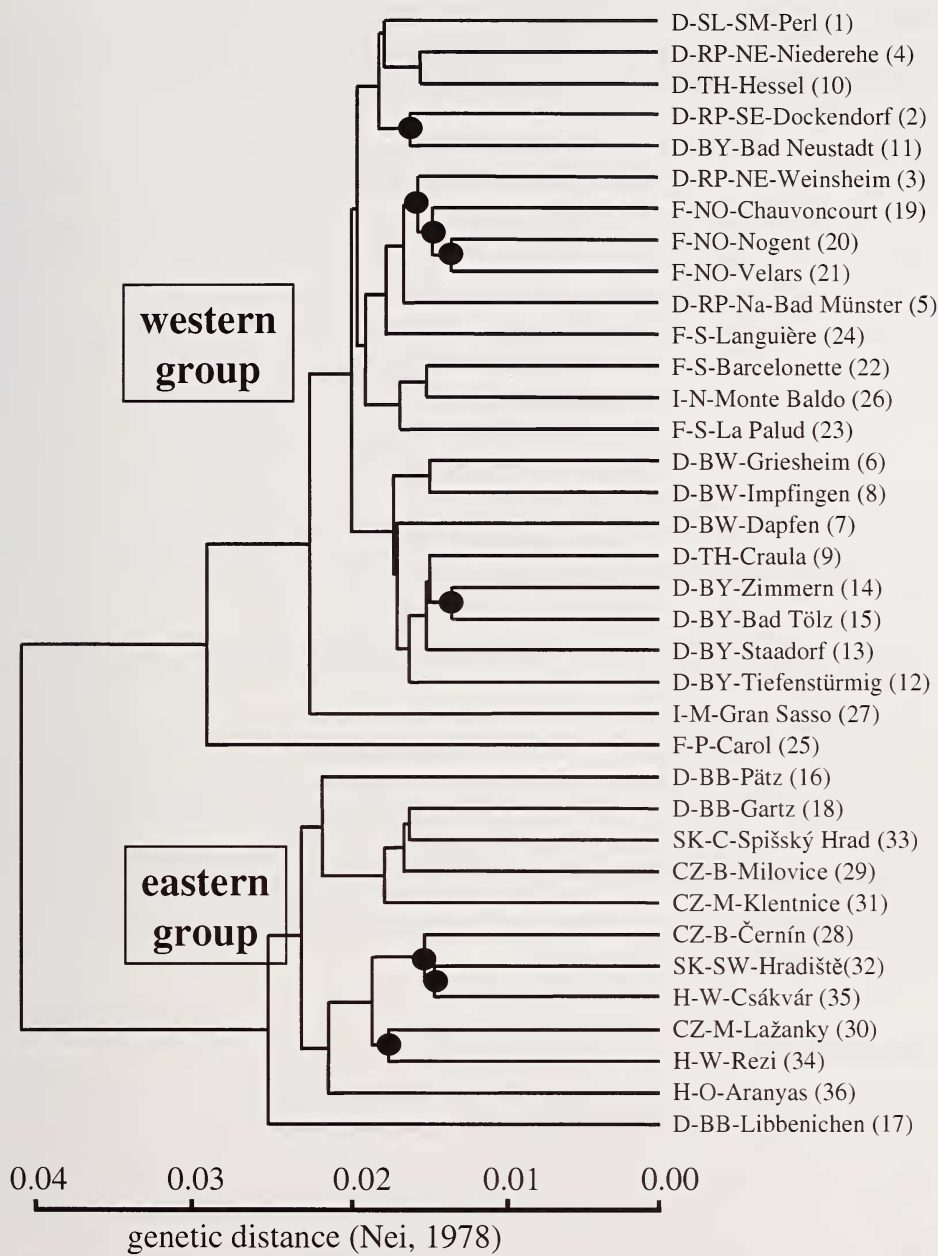 D-SL-SM-Perl (1)
D-RP-NE-Niederehe (4)
D-TH-Hessel (10)
D-RP-SE-Dockendorf (2)
D-BY-Bad Neustadt (11)
D-RP-NE-Weinsheim (3)
F-NO-Chauvoncourt (19)
F-NO-Nogent (20)
F-NO-Velars (21)
D-RP-Na-Bad Münster (5)
F-S-Languière (24)
F-S-Barcelonette (22)
I-N-Monte Baldo (26)
F-S-La Palud (23)
D-BW-Griesheim (6)
D-BW-Impfingen (8)
D-BW-Dapfen (7)
D-TH-Craula (9)
D-BY-Zimmern (14)
D-BY-Bad Tölz (15)
D-BY-Staadorf (13)
D-BY-Tiefenstürmig (12)
I-M-Gran Sasso (27)
F-P-Carol (25)
D-BB-Pätz (16)
D-BB-Gartz (18)
SK-C-Spišský Hrad (33)
CZ-B-Milovice (29)
CZ-M-Klentnice (31)
CZ-B-Černín (28)
SK-SW-Hradiště(32)
H-W-Csákvár (35)
CZ-M-Lažanky (30)
H-W-Rezi (34)
H-O-Aranyas (36)
D-BB-Libbenichen (17)
western
group
eastern
group
0.04 0.03 0.02 0.01 0.00
genetic distance (Nei, 1978)